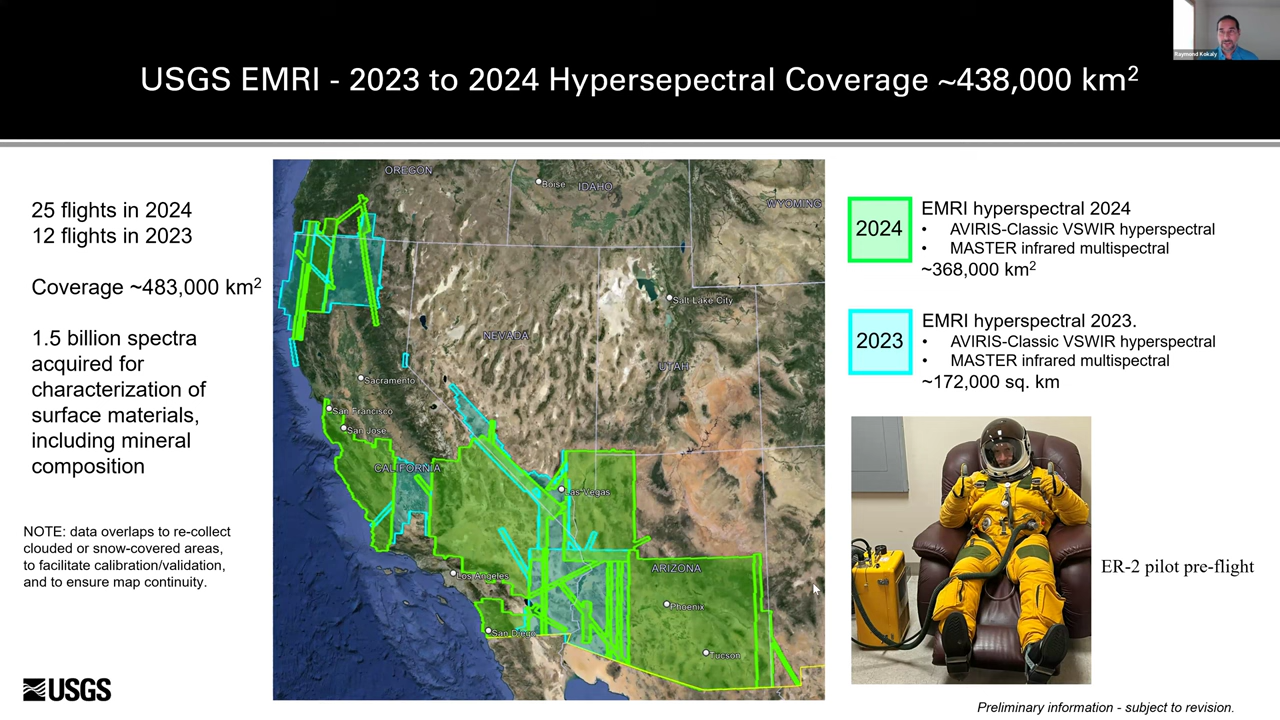 Raymond Kokaly
USGS EMRI - 2023 to 2024 Hypersepectral Coverage ~438,000 km²
25 flights in 2024
12 flights in 2023
Coverage ~483,000 km²
1.5 billion spectra
acquired for
characterization of
surface materials,
including mineral
composition
NOTE: data overlaps to re-collect
clouded or snow-covered areas,
to facilitate calibration/validation,
and to ensure map continuity.
USGS
OREGON
Boise
IDAHO
WYOMING
Salt Lake City
NEVADA
UTAH
Sacramento
San Francisco
San Jose
CALIFORNIA
Las Vegas
Los Angeles
ARIZONA
Phoenix
San Diego
Tucson
2024
EMRI hyperspectral 2024
• AVIRIS-Classic VSWIR hyperspectral
• MASTER infrared multispectral
~368,000 km²
2023
EMRI hyperspectral 2023.
• AVIRIS-Classic VSWIR hyperspectral
• MASTER infrared multispectral
~172,000 sq. km
ER-2 pilot pre-flight
Preliminary information - subject to revision.